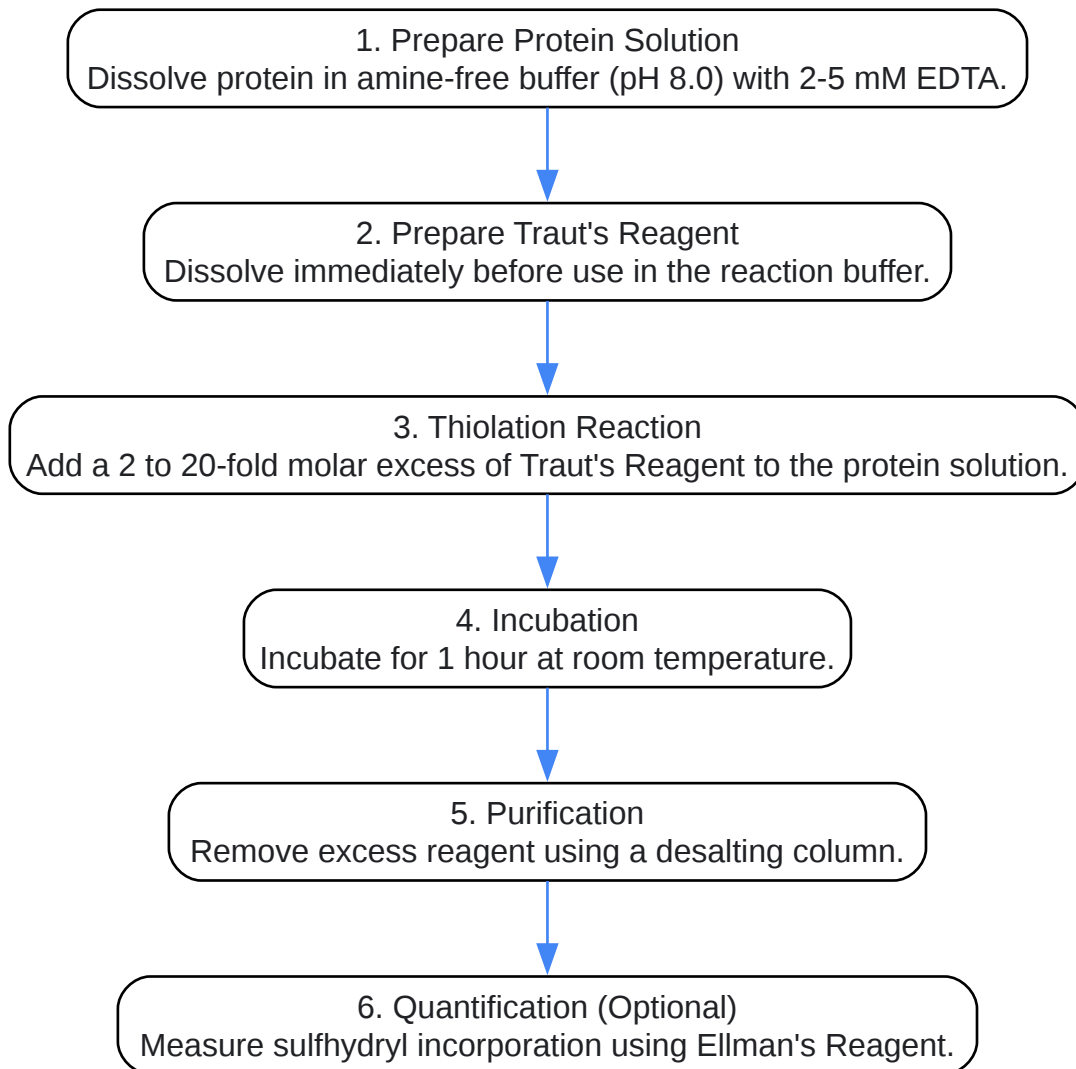 1. Prepare Protein Solution
Dissolve protein in amine-free buffer (pH 8.0) with 2-5 mM EDTA.
2. Prepare Traut's Reagent
Dissolve immediately before use in the reaction buffer.
3. Thiolation Reaction
Add a 2 to 20-fold molar excess of Traut's Reagent to the protein solution.
4. Incubation
Incubate for 1 hour at room temperature.
5. Purification
Remove excess reagent using a desalting column.
6. Quantification (Optional)
Measure sulfhydryl incorporation using Ellman's Reagent.